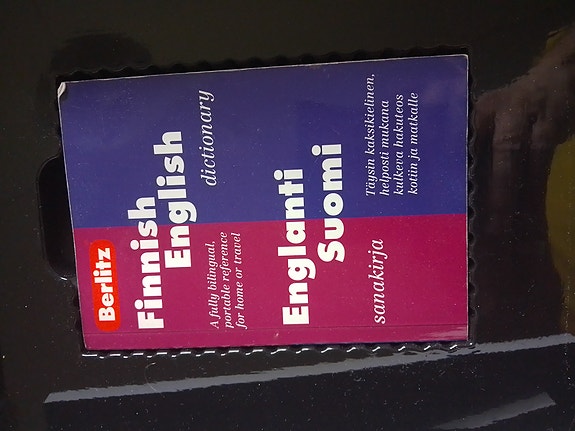 Berlitz
Finnish
English
dictionary
A fully bilingual,
portable reference
for home or travel
Englanti
Suomi
sanakirja
Täysin kaksikielinen,
helposti mukana
kulkeva hakuteos
kotiin ja matkalle